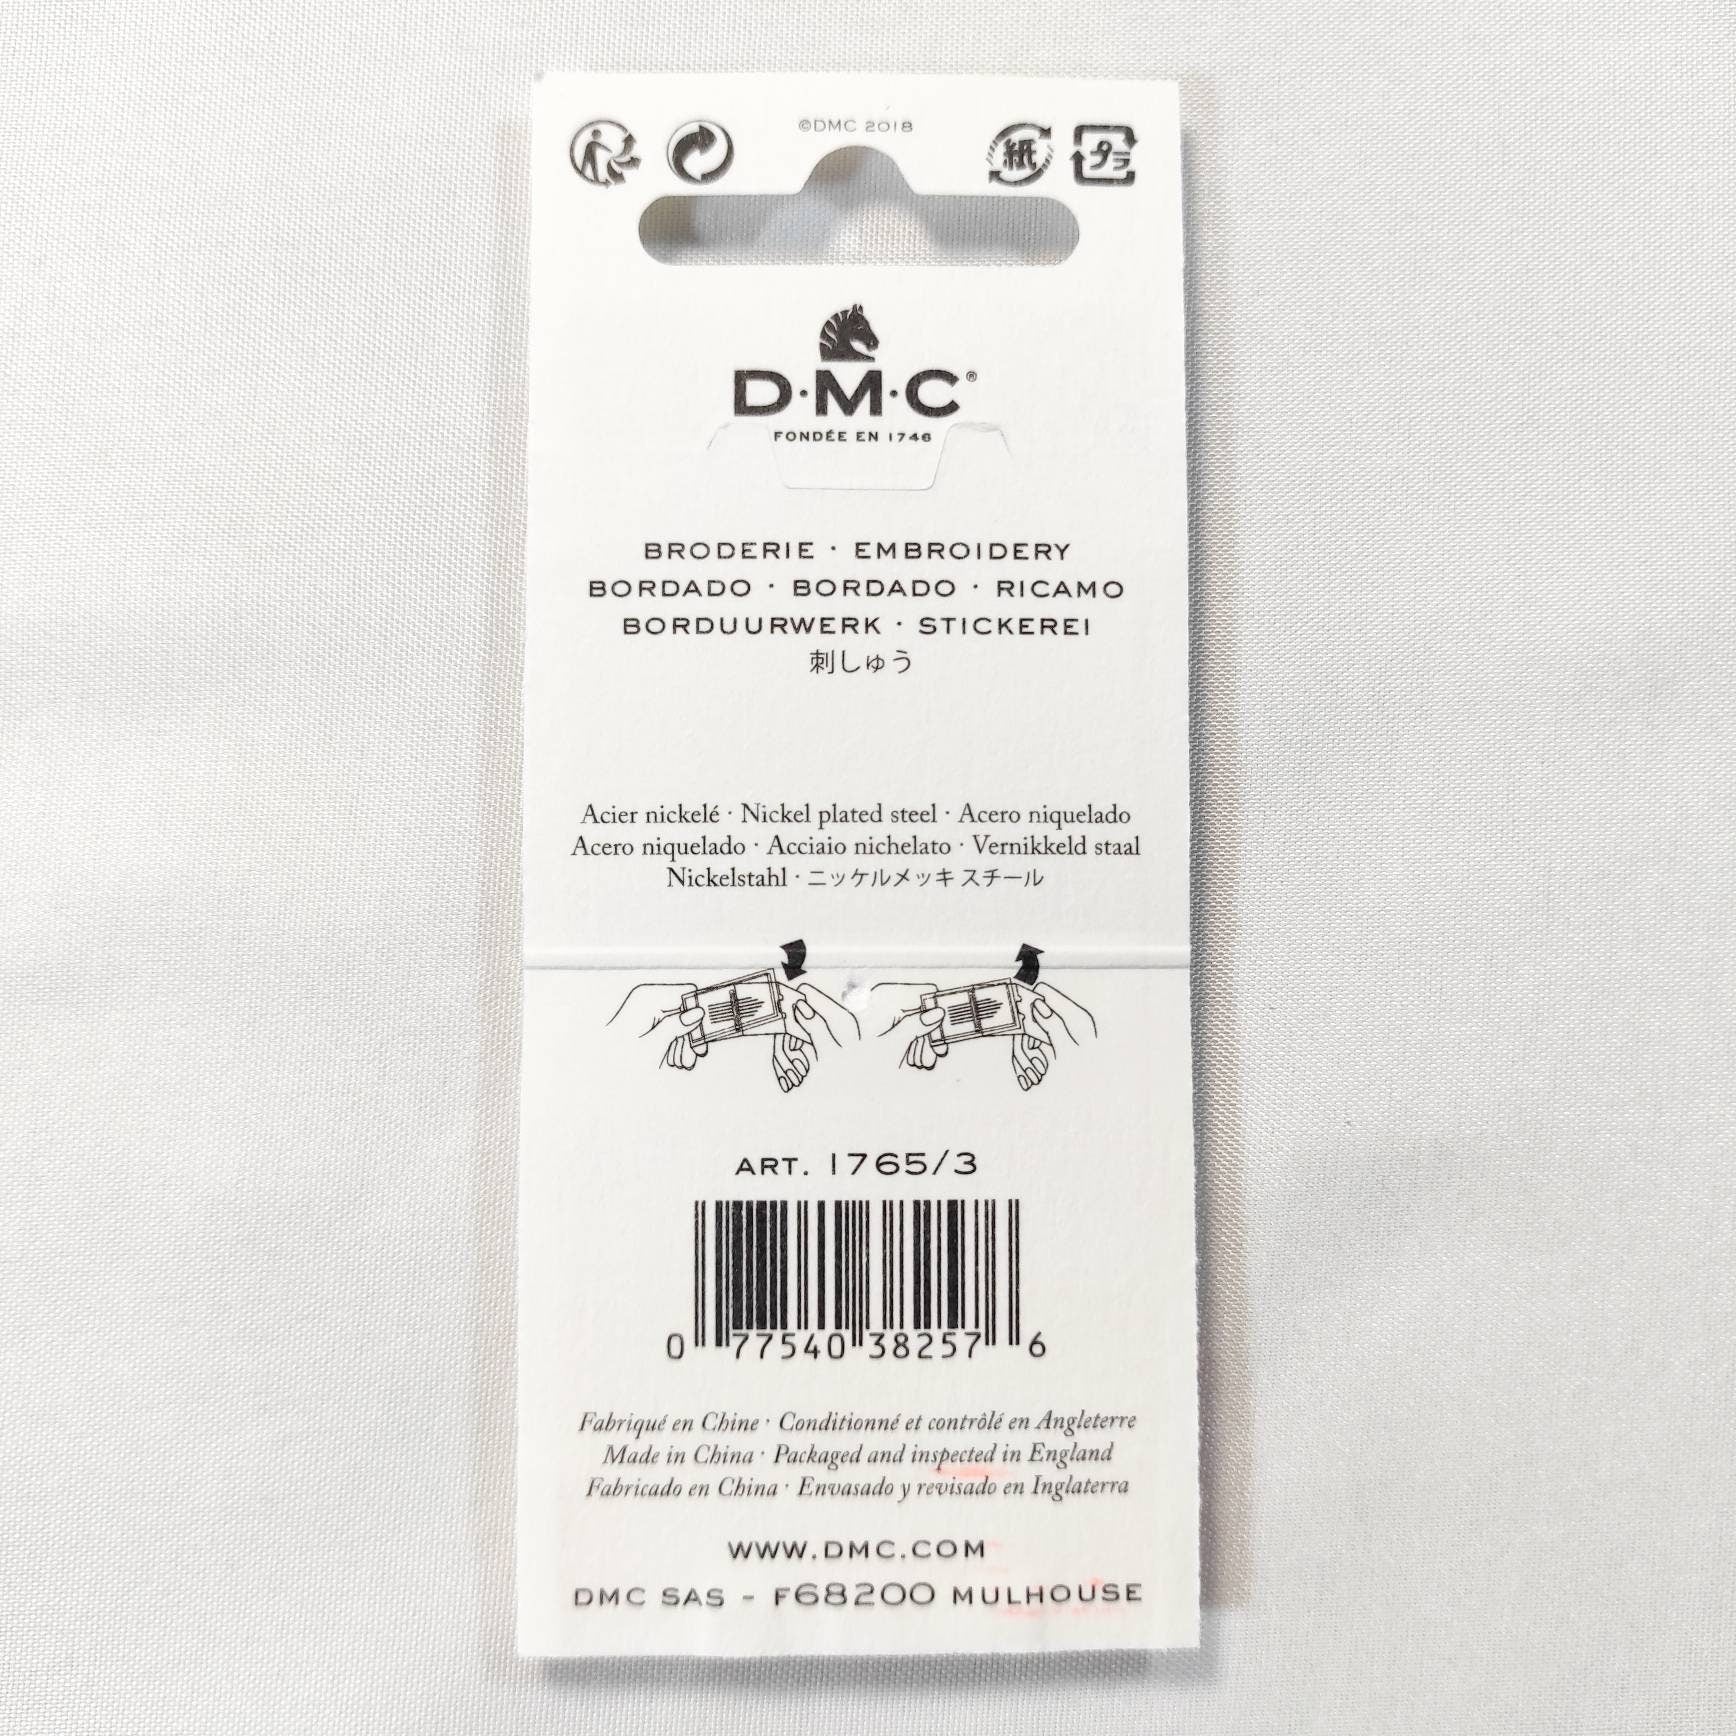 ©DMC 2018
紙
プラ
D·M·C®
FONDÉE EN 1746
BRODERIE · EMBROIDERY
BORDADO · BORDADO · RICAMO
BORDUURWERK · STICKEREI
刺しゅう
Acier nickelé · Nickel plated steel · Acero niquelado
Acero niquelado · Acciaio nichelato · Vernikkeld staal
Nickelstahl · ニッケルメッキ スチール
ART. 1765/3
0 77540 38257 6
Fabriqué en Chine · Conditionné et contrôlé en Angleterre
Made in China · Packaged and inspected in England
Fabricado en China · Envasado y revisado en Inglaterra
WWW.DMC.COM
DMC SAS - F68200 MULHOUSE